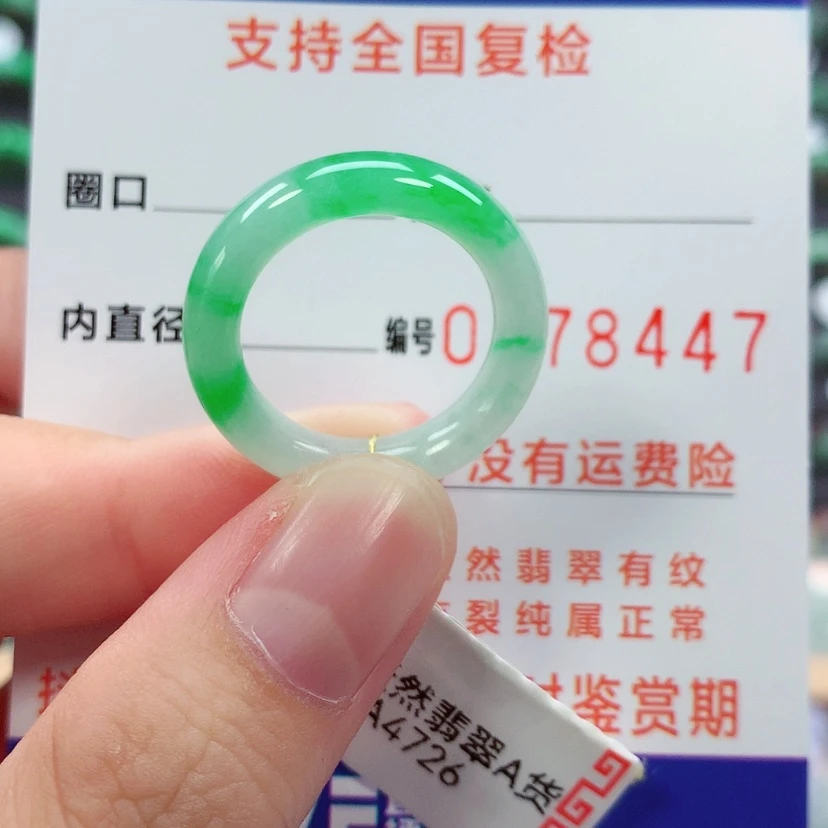 支持全国复检
圈口
内直径
编号0 78447
没有运费险
然翡翠有纹
裂纯属正常
鉴赏期
然翡翠A货
A4726